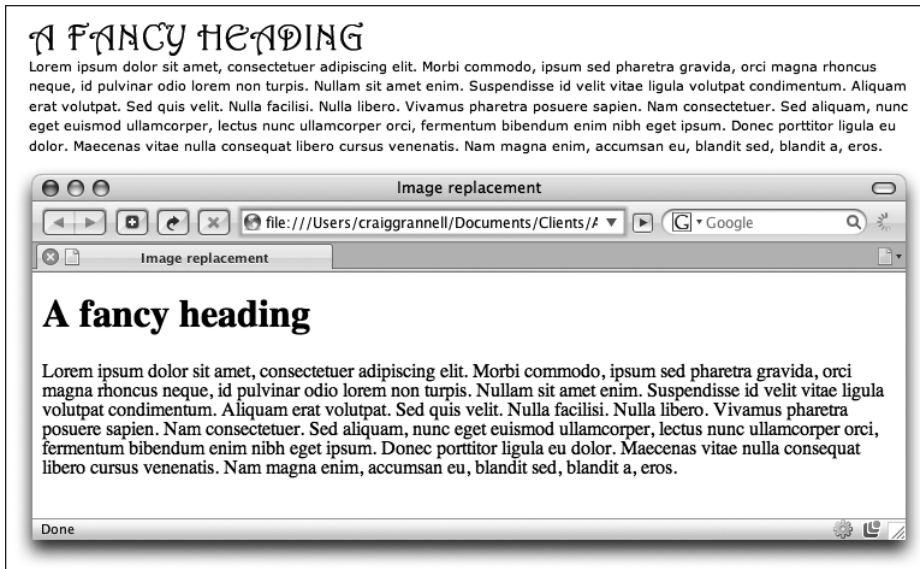 A FANCY HEADING
Lorem ipsum dolor sit amet, consectetuer adipiscing elit. Morbi commodo, ipsum sed pharetra gravida, orci magna rhoncus
neque, id pulvinar odio lorem non turpis. Nullam sit amet enim. Suspendisse id velit vitae ligula volutpat condimentum. Aliquam
erat volutpat. Sed quis velit. Nulla facilisi. Nulla libero. Vivamus pharetra posuere sapien. Nam consectetuer. Sed aliquam, nunc
eget euismod ullamcorper, lectus nunc ullamcorper orci, fermentum bibendum enim nibh eget ipsum. Donec porttitor ligula eu
dolor. Maecenas vitae nulla consequat libero cursus venenatis. Nam magna enim, accumsan eu, blandit sed, blandit a, eros.
Image replacement
file:///Users/craiggrannell/Documents/Clients/A
G Google
Image replacement
A fancy heading
Lorem ipsum dolor sit amet, consectetuer adipiscing elit. Morbi commodo, ipsum sed pharetra gravida, orci
magna rhoncus neque, id pulvinar odio lorem non turpis. Nullam sit amet enim. Suspendisse id velit vitae ligula
volutpat condimentum. Aliquam erat volutpat. Sed quis velit. Nulla facilisi. Nulla libero. Vivamus pharetra
posuere sapien. Nam consectetuer. Sed aliquam, nunc eget euismod ullamcorper, lectus nunc ullamcorper orci,
fermentum bibendum enim nibh eget ipsum. Donec porttitor ligula eu dolor. Maecenas vitae nulla consequat
libero cursus venenatis. Nam magna enim, accumsan eu, blandit sed, blandit a, eros.
Done